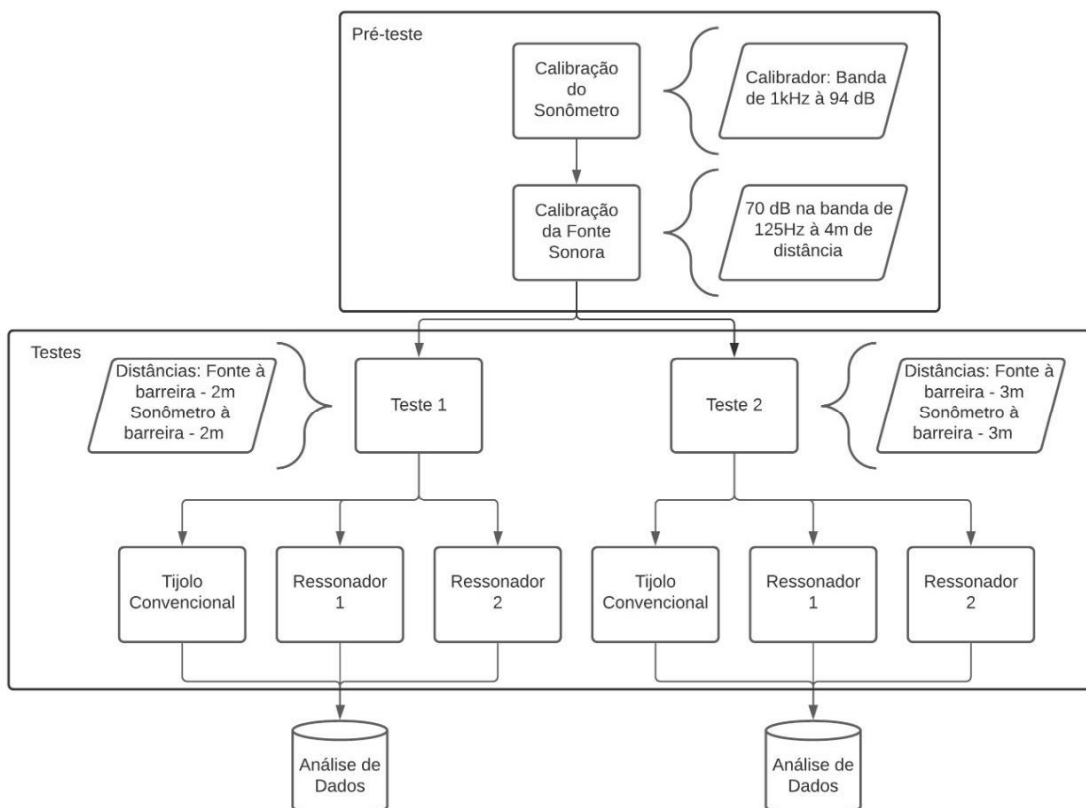 Pré-teste
Calibração
do
Sonômetro
Calibrador: Banda
de 1kHz à 94 dB
Calibração
da Fonte
Sonora
70 dB na banda de
125Hz à 4m de
distância
Testes
Distâncias: Fonte à
barreira - 2m
Sonômetro à
barreira - 2m
Teste 1
Teste 2
Distâncias: Fonte à
barreira - 3m
Sonômetro à
barreira - 3m
Tijolo
Convencional
Ressonador
1
Ressonador
2
Tijolo
Convencional
Ressonador
1
Ressonador
2
Análise de
Dados
Análise de
Dados